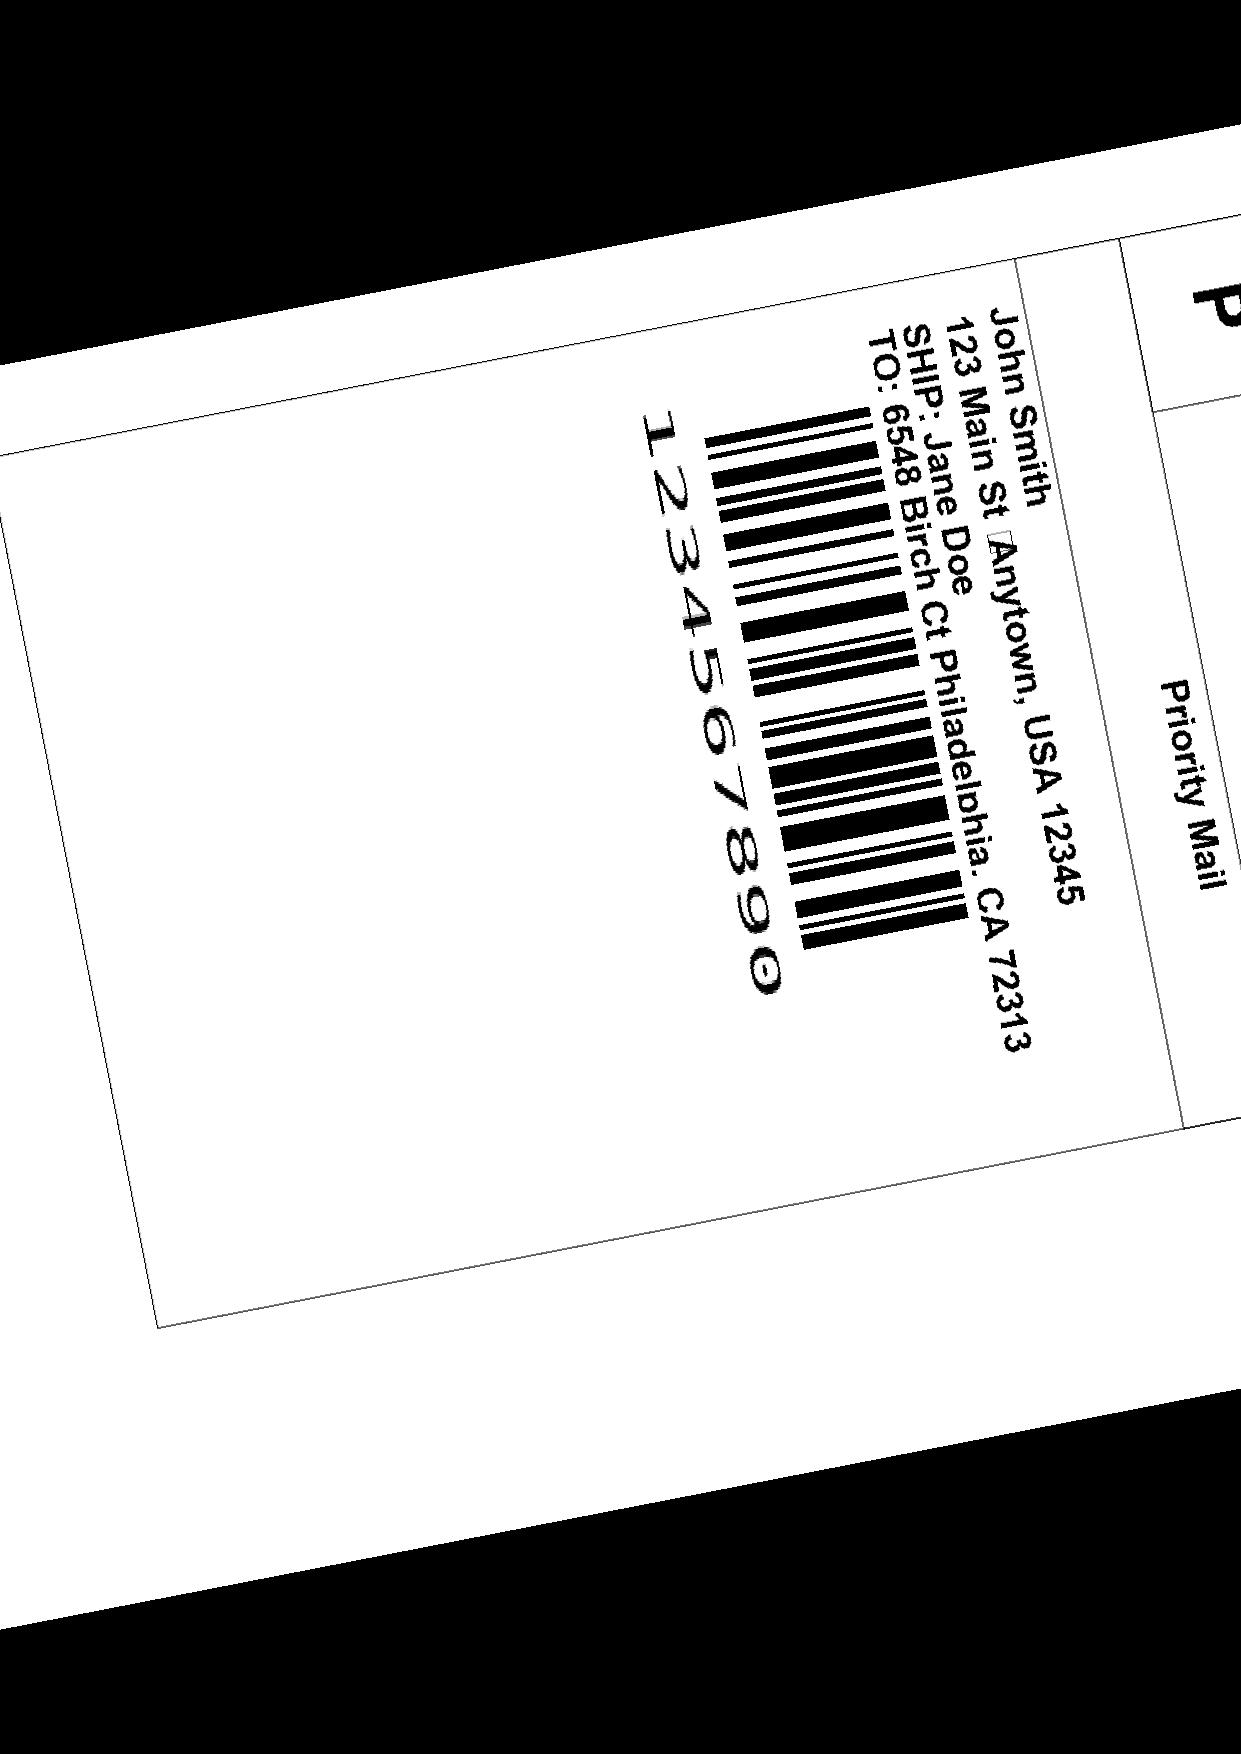 P
Priority Mail
John Smith
123 Main St Anytown, USA 12345
SHIP: Jane Doe
TO: 6548 Birch Ct Philadelphia. CA 72313
1234567890